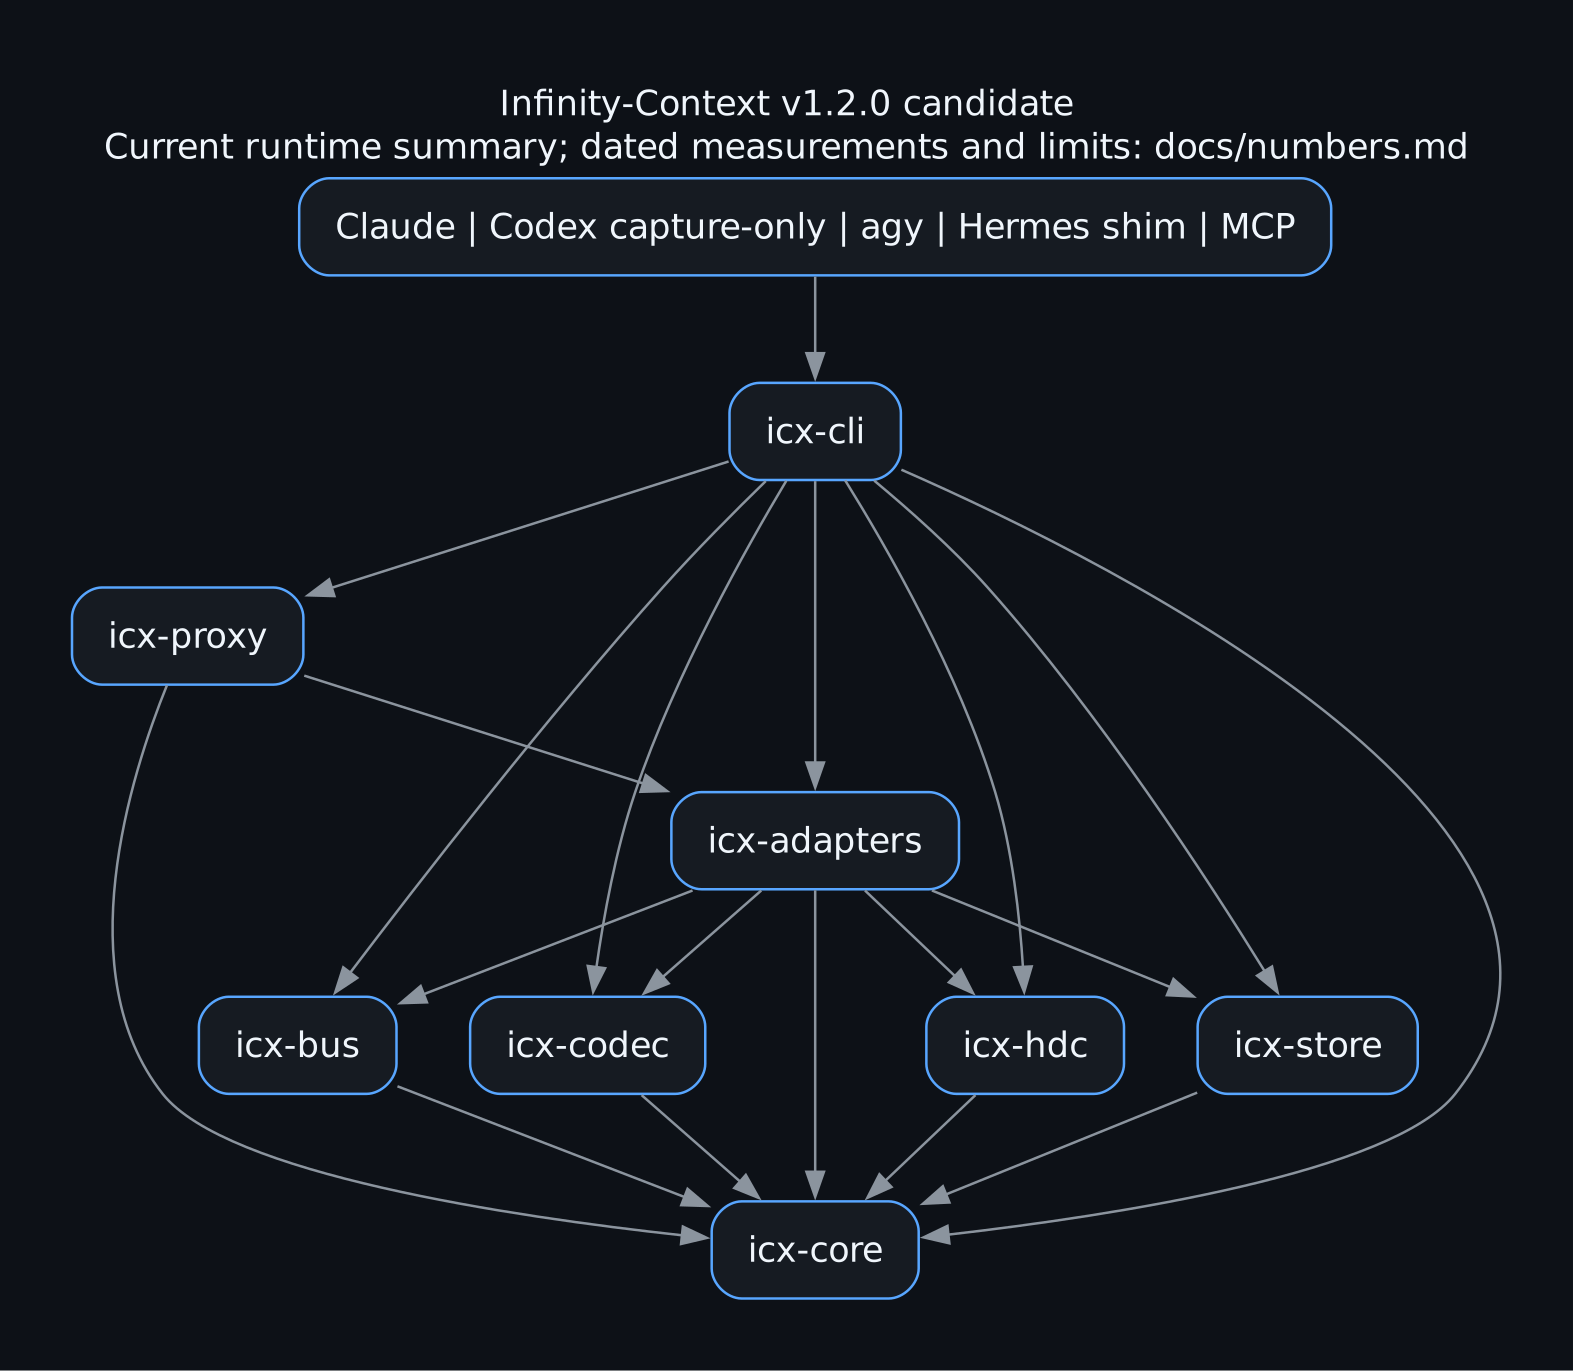 Infinity-Context v1.2.0 candidate
Current runtime summary; dated measurements and limits: docs/numbers.md
Claude | Codex capture-only | agy | Hermes shim | MCP
icx-cli
icx-proxy
icx-adapters
icx-bus
icx-codec
icx-hdc
icx-store
icx-core